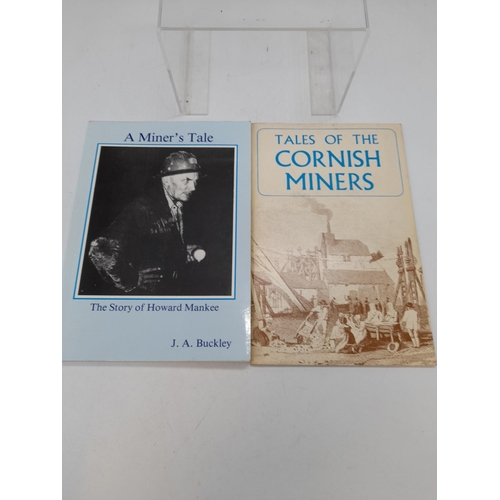 A Miner's Tale
The Story of Howard Mankee
J. A. Buckley
TALES OF THE
CORNISH
MINERS